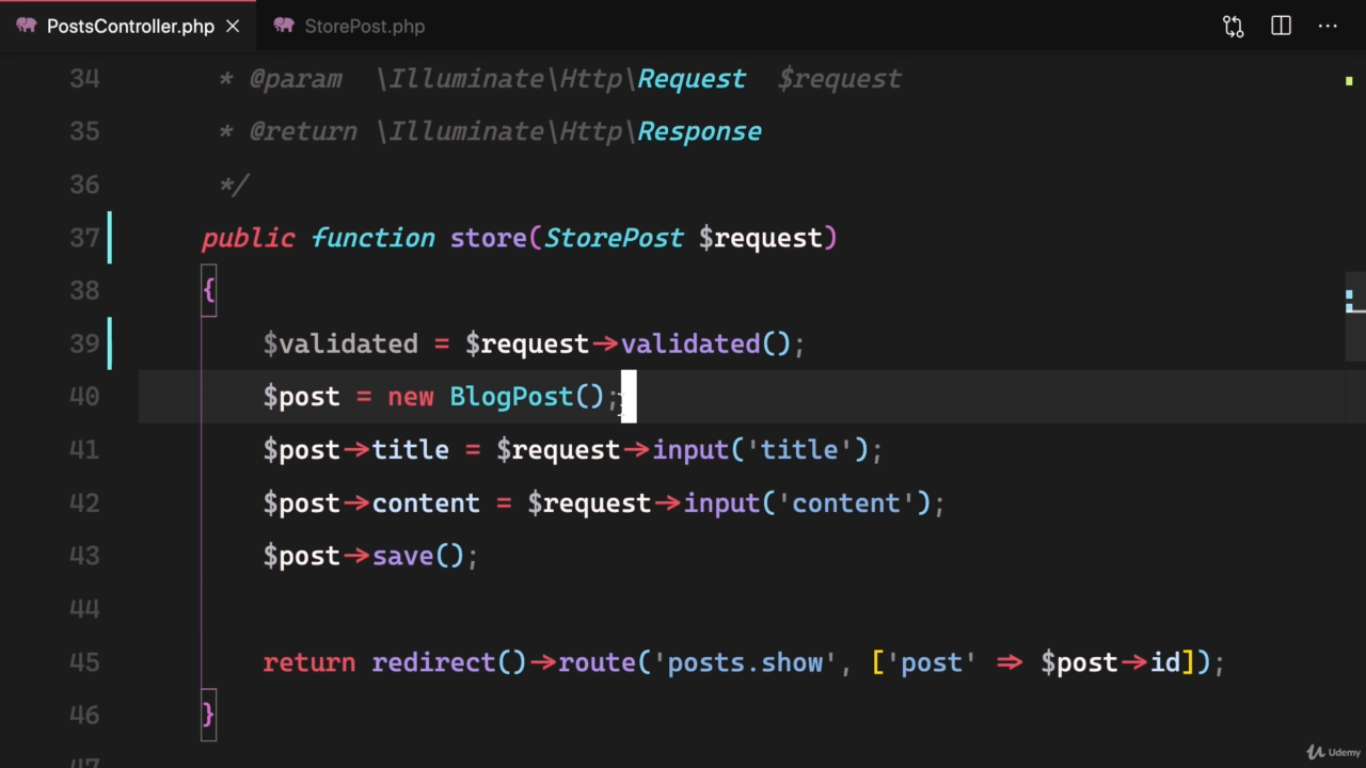 PostsController.php × StorePost.php ...
34 * @param \Illuminate\Http\Request $request
35 * @return \Illuminate\Http\Response
36 */
37 public function store(StorePost $request)
38 {
39 $validated = $request->validated();
40 $post = new BlogPost();
41 $post->title = $request->input('title');
42 $post->content = $request->input('content');
43 $post->save();
44
45 return redirect()->route('posts.show', ['post' => $post->id]);
46 }
47
Udemy